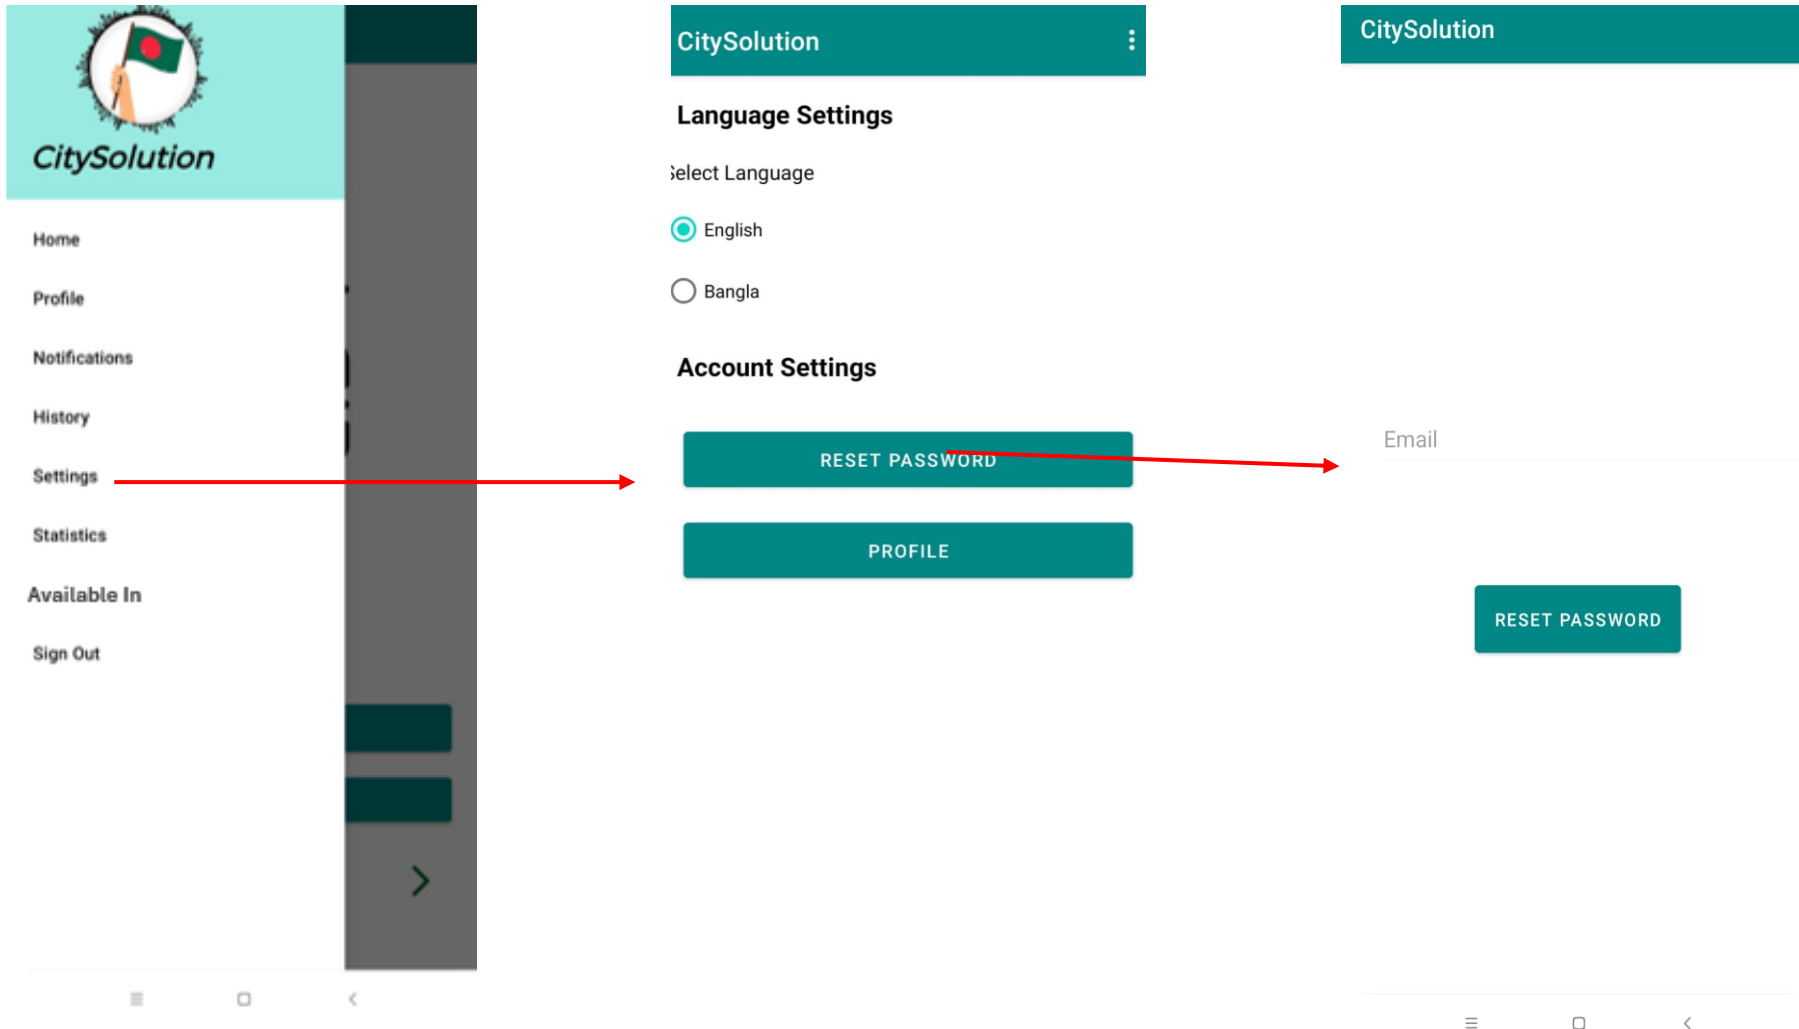 CitySolution
Home
Profile
Notifications
History
Settings
Statistics
Available In
Sign Out
CitySolution
Language Settings
Select Language
English
Bangla
Account Settings
RESET PASSWORD
PROFILE
CitySolution
Email
RESET PASSWORD